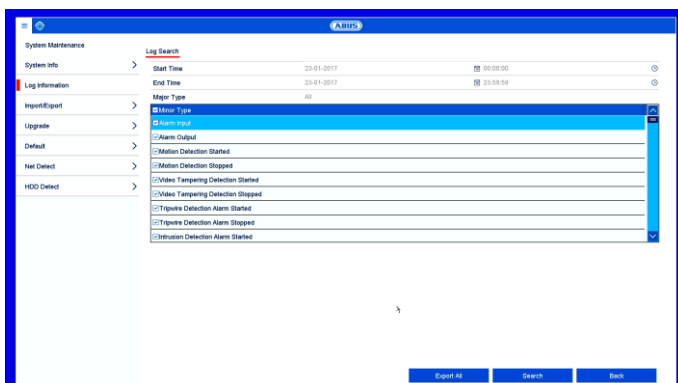 ABUS
System Maintenance
System Info
Log Information
Import/Export
Upgrade
Default
Net Detect
HDD Detect
Log Search
Start Time 23-01-2017 00:00:00
End Time 23-01-2017 23:59:59
Major Type All
Minor Type
Alarm Input
Alarm Output
Motion Detection Started
Motion Detection Stopped
Video Tampering Detection Started
Video Tampering Detection Stopped
Tripwire Detection Alarm Started
Tripwire Detection Alarm Stopped
Intrusion Detection Alarm Started
Export All Search Back